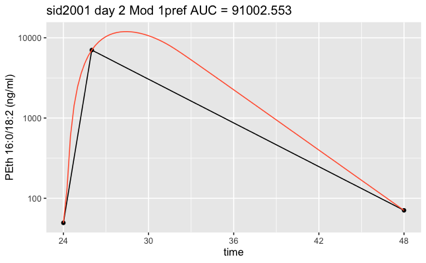 sid2001 day 2 Mod 1pref AUC = 91002.553
PEth 16:0/18:2 (ng/ml)
10000
1000
100
24 30 36 42 48
time